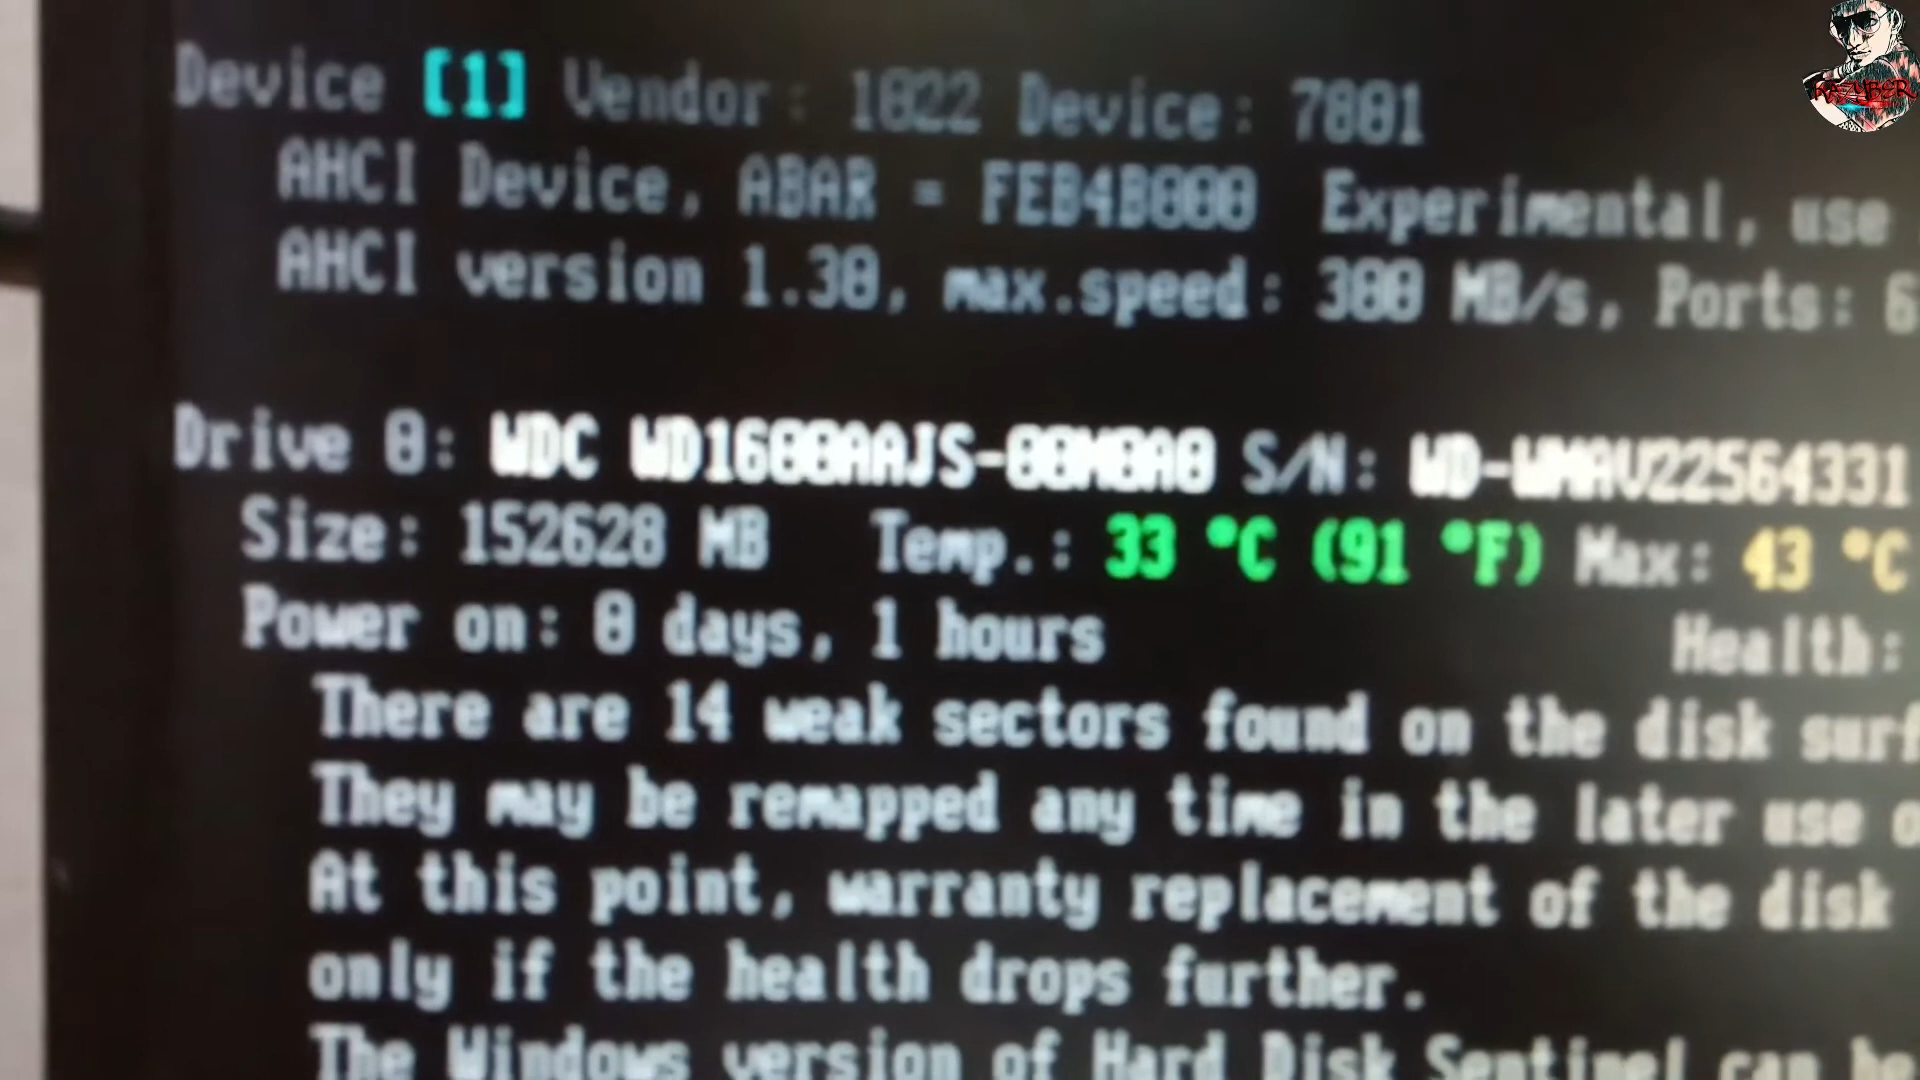 Device [1] Vendor: 1022 Device: 7801
AHCI Device, ABAR = FEB4B000 Experimental, use
AHCI version 1.30, max.speed: 300 MB/s, Ports: 6
Drive 0: WDC WD1600AAJS-00M0A0 S/N: WD-WMAV22564331
Size: 152628 MB Temp.: 33 °C (91 °F) Max: 43 °C
Power on: 0 days, 1 hours Health:
There are 14 weak sectors found on the disk surf
They may be remapped any time in the later use o
At this point, warranty replacement of the disk
only if the health drops further.
The Windows version of Hard Disk Sentinel can be